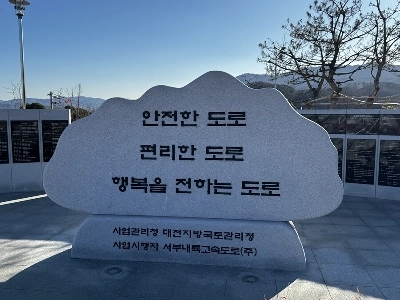 안전한 도로
편리한 도로
행복을 전하는 도로
사업관리청 대전지방국토관리청
사업시행자 서부내륙고속도로(주)